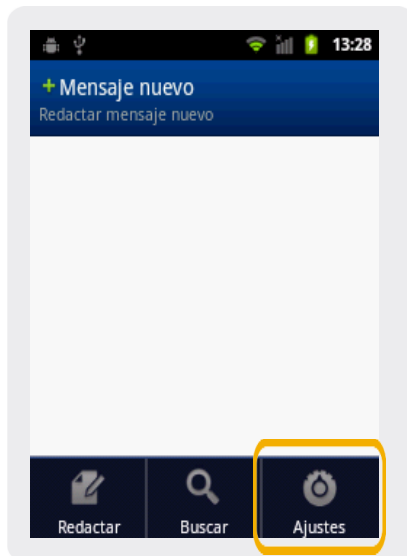 13:28
+ Mensaje nuevo
Redactar mensaje nuevo
Redactar Buscar Ajustes